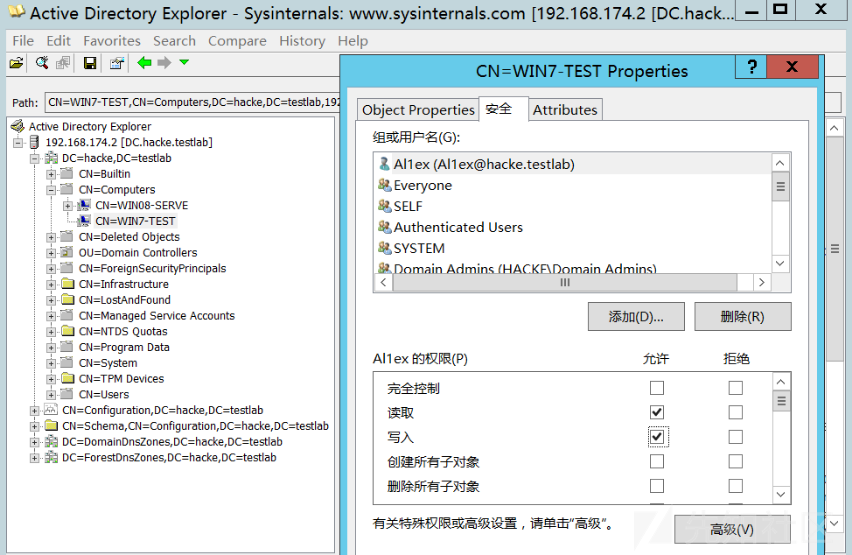 Active Directory Explorer - Sysinternals: www.sysinternals.com [192.168.174.2 [DC.hack...
File Edit Favorites Search Compare History Help
Path: CN=WIN7-TEST,CN=Computers,DC=hacke,DC=testlab,192
Active Directory Explorer
192.168.174.2 [DC.hacke.testlab]
DC=hacke,DC=testlab
CN=Builtin
CN=Computers
CN=WIN08-SERVE
CN=WIN7-TEST
CN=Deleted Objects
OU=Domain Controllers
CN=ForeignSecurityPrincipals
CN=Infrastructure
CN=LostAndFound
CN=Managed Service Accounts
CN=NTDS Quotas
CN=Program Data
CN=System
CN=TPM Devices
CN=Users
CN=Configuration,DC=hacke,DC=testlab
CN=Schema,CN=Configuration,DC=hacke,DC=testlab
DC=DomainDnsZones,DC=hacke,DC=testlab
DC=ForestDnsZones,DC=hacke,DC=testlab
CN=WIN7-TEST Properties
Object Properties 安全 Attributes
组或用户名(G):
Al1ex (Al1ex@hacke.testlab)
Everyone
SELF
Authenticated Users
SYSTEM
Domain Admins (HACKE\Domain Admins)
添加(D)... 删除(R)
Al1ex 的权限(P) 允许 拒绝
完全控制
读取
写入
创建所有子对象
删除所有子对象
有关特殊权限或高级设置，请单击“高级”。
高级(V)